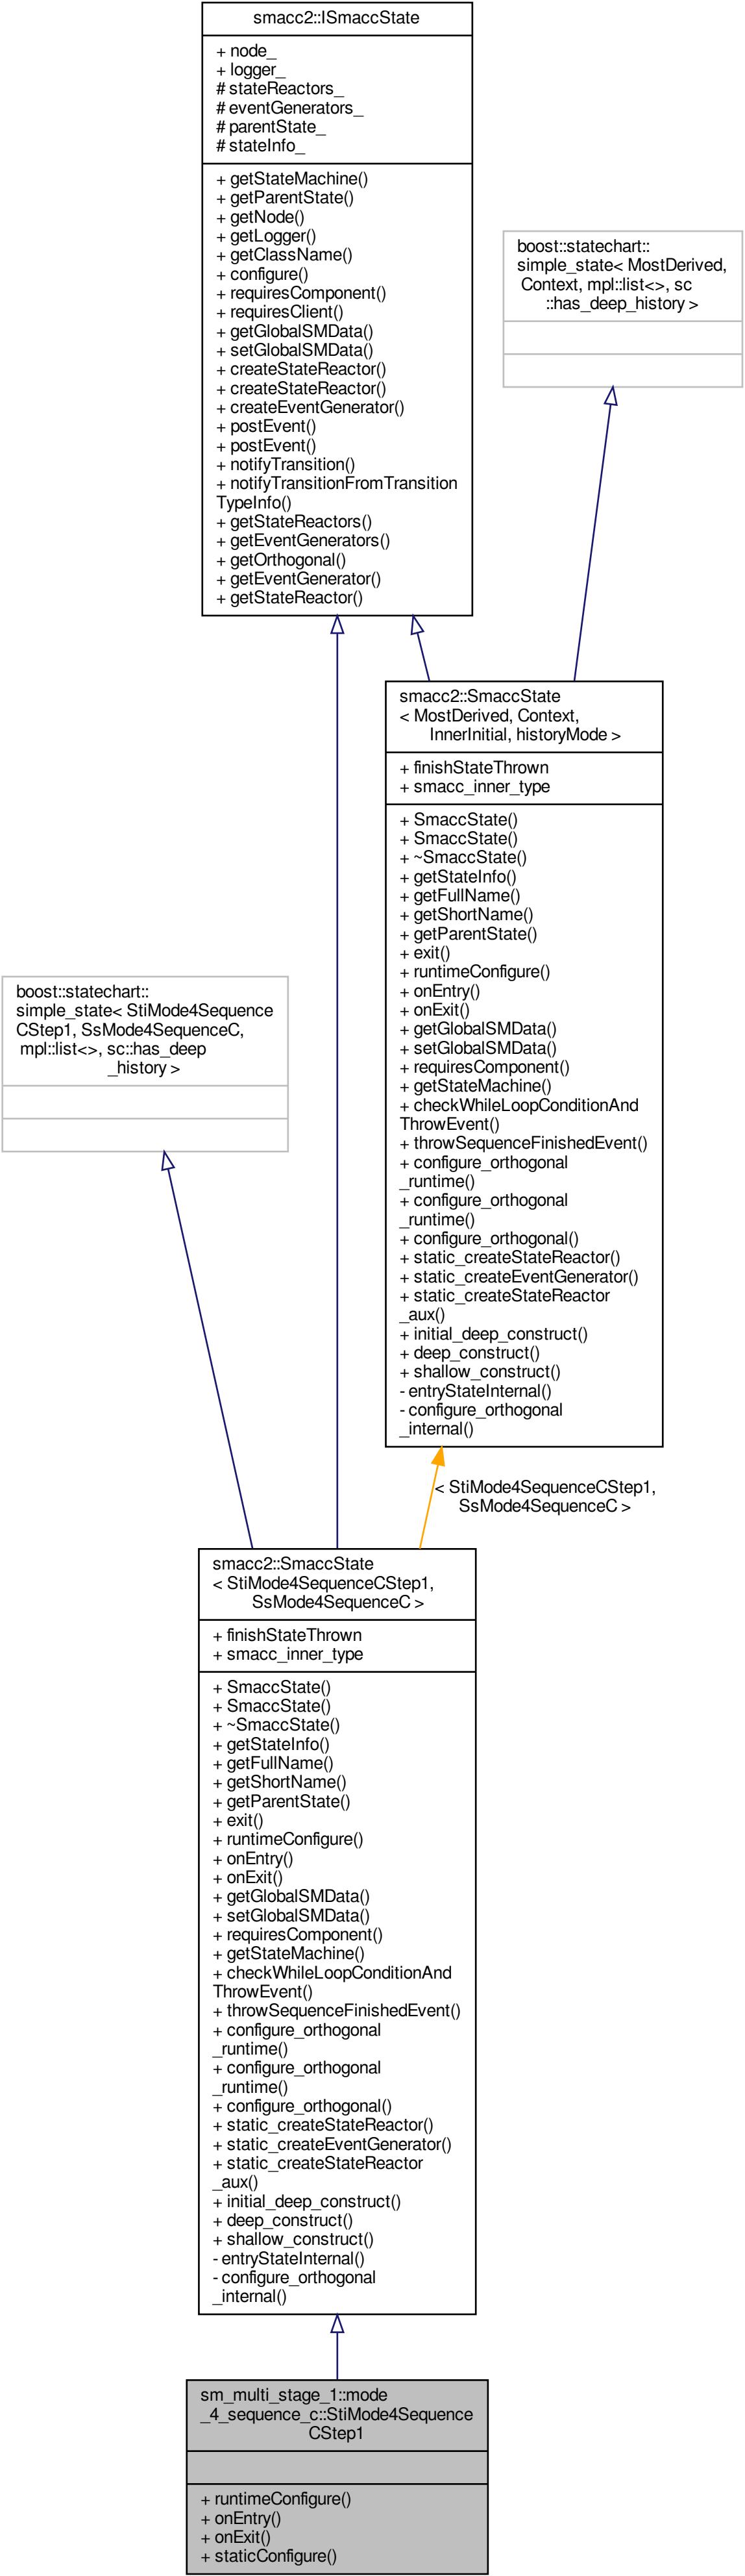 smacc2::ISmaccState
+ node_
+ logger_
# stateReactors_
# eventGenerators_
# parentState_
# stateInfo_
+ getStateMachine()
+ getParentState()
+ getNode()
+ getLogger()
+ getClassName()
+ configure()
+ requiresComponent()
+ requiresClient()
+ getGlobalSMData()
+ setGlobalSMData()
+ createStateReactor()
+ createStateReactor()
+ createEventGenerator()
+ postEvent()
+ postEvent()
+ notifyTransition()
+ notifyTransitionFromTransition
TypeInfo()
+ getStateReactors()
+ getEventGenerators()
+ getOrthogonal()
+ getEventGenerator()
+ getStateReactor()
boost::statechart::
simple_state< MostDerived,
Context, mpl::list<>, sc
::has_deep_history >
smacc2::SmaccState
< MostDerived, Context,
InnerInitial, historyMode >
+ finishStateThrown
+ smacc_inner_type
+ SmaccState()
+ SmaccState()
+ ~SmaccState()
+ getStateInfo()
+ getFullName()
+ getShortName()
+ getParentState()
+ exit()
+ runtimeConfigure()
+ onEntry()
+ onExit()
+ getGlobalSMData()
+ setGlobalSMData()
+ requiresComponent()
+ getStateMachine()
+ checkWhileLoopConditionAnd
ThrowEvent()
+ throwSequenceFinishedEvent()
+ configure_orthogonal
_runtime()
+ configure_orthogonal
_runtime()
+ configure_orthogonal()
+ static_createStateReactor()
+ static_createEventGenerator()
+ static_createStateReactor
_aux()
+ initial_deep_construct()
+ deep_construct()
+ shallow_construct()
- entryStateInternal()
- configure_orthogonal
_internal()
boost::statechart::
simple_state< StiMode4Sequence
CStep1, SsMode4SequenceC,
mpl::list<>, sc::has_deep
_history >
< StiMode4SequenceCStep1,
SsMode4SequenceC >
smacc2::SmaccState
< StiMode4SequenceCStep1,
SsMode4SequenceC >
+ finishStateThrown
+ smacc_inner_type
+ SmaccState()
+ SmaccState()
+ ~SmaccState()
+ getStateInfo()
+ getFullName()
+ getShortName()
+ getParentState()
+ exit()
+ runtimeConfigure()
+ onEntry()
+ onExit()
+ getGlobalSMData()
+ setGlobalSMData()
+ requiresComponent()
+ getStateMachine()
+ checkWhileLoopConditionAnd
ThrowEvent()
+ throwSequenceFinishedEvent()
+ configure_orthogonal
_runtime()
+ configure_orthogonal
_runtime()
+ configure_orthogonal()
+ static_createStateReactor()
+ static_createEventGenerator()
+ static_createStateReactor
_aux()
+ initial_deep_construct()
+ deep_construct()
+ shallow_construct()
- entryStateInternal()
- configure_orthogonal
_internal()
sm_multi_stage_1::mode
_4_sequence_c::StiMode4Sequence
CStep1
+ runtimeConfigure()
+ onEntry()
+ onExit()
+ staticConfigure()